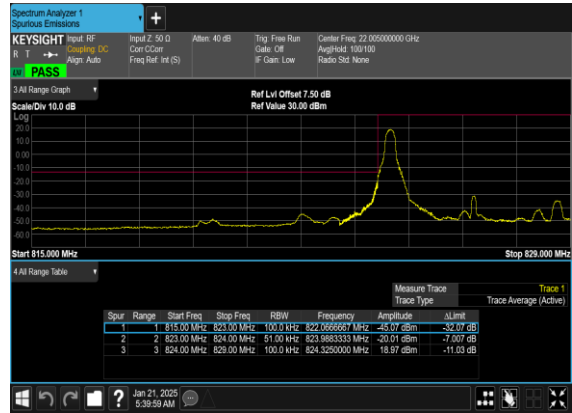 Spectrum Analyzer 1
Spurious Emissions
KEYSIGHT Input: RF Input Z: 50 Ω Atten: 40 dB Trig: Free Run Center Freq: 22.005000000 GHz
R T Coupling: DC Corr CCorr Gate: Off Avg|Hold: 100/100
Align: Auto Freq Ref: Int (S) IF Gain: Low Radio Std: None
PASS
3 All Range Graph
Ref Lvl Offset 7.50 dB
Scale/Div 10.0 dB Ref Value 30.00 dBm
Log
20.0
10.0
0.00
-10.0
-20.0
-30.0
-40.0
-50.0
-60.0
Start 815.000 MHz Stop 829.000 MHz
4 All Range Table
Measure Trace Trace 1
Trace Type Trace Average (Active)
Spur Range Start Freq Stop Freq RBW Frequency Amplitude ΔLimit
1 1 815.00 MHz 823.00 MHz 100.0 kHz 822.0666667 MHz -45.07 dBm -32.07 dB
2 2 823.00 MHz 824.00 MHz 51.00 kHz 823.9883333 MHz -20.01 dBm -7.007 dB
3 3 824.00 MHz 829.00 MHz 100.0 kHz 824.3250000 MHz 18.97 dBm -11.03 dB
Jan 21, 2025
5:39:59 AM